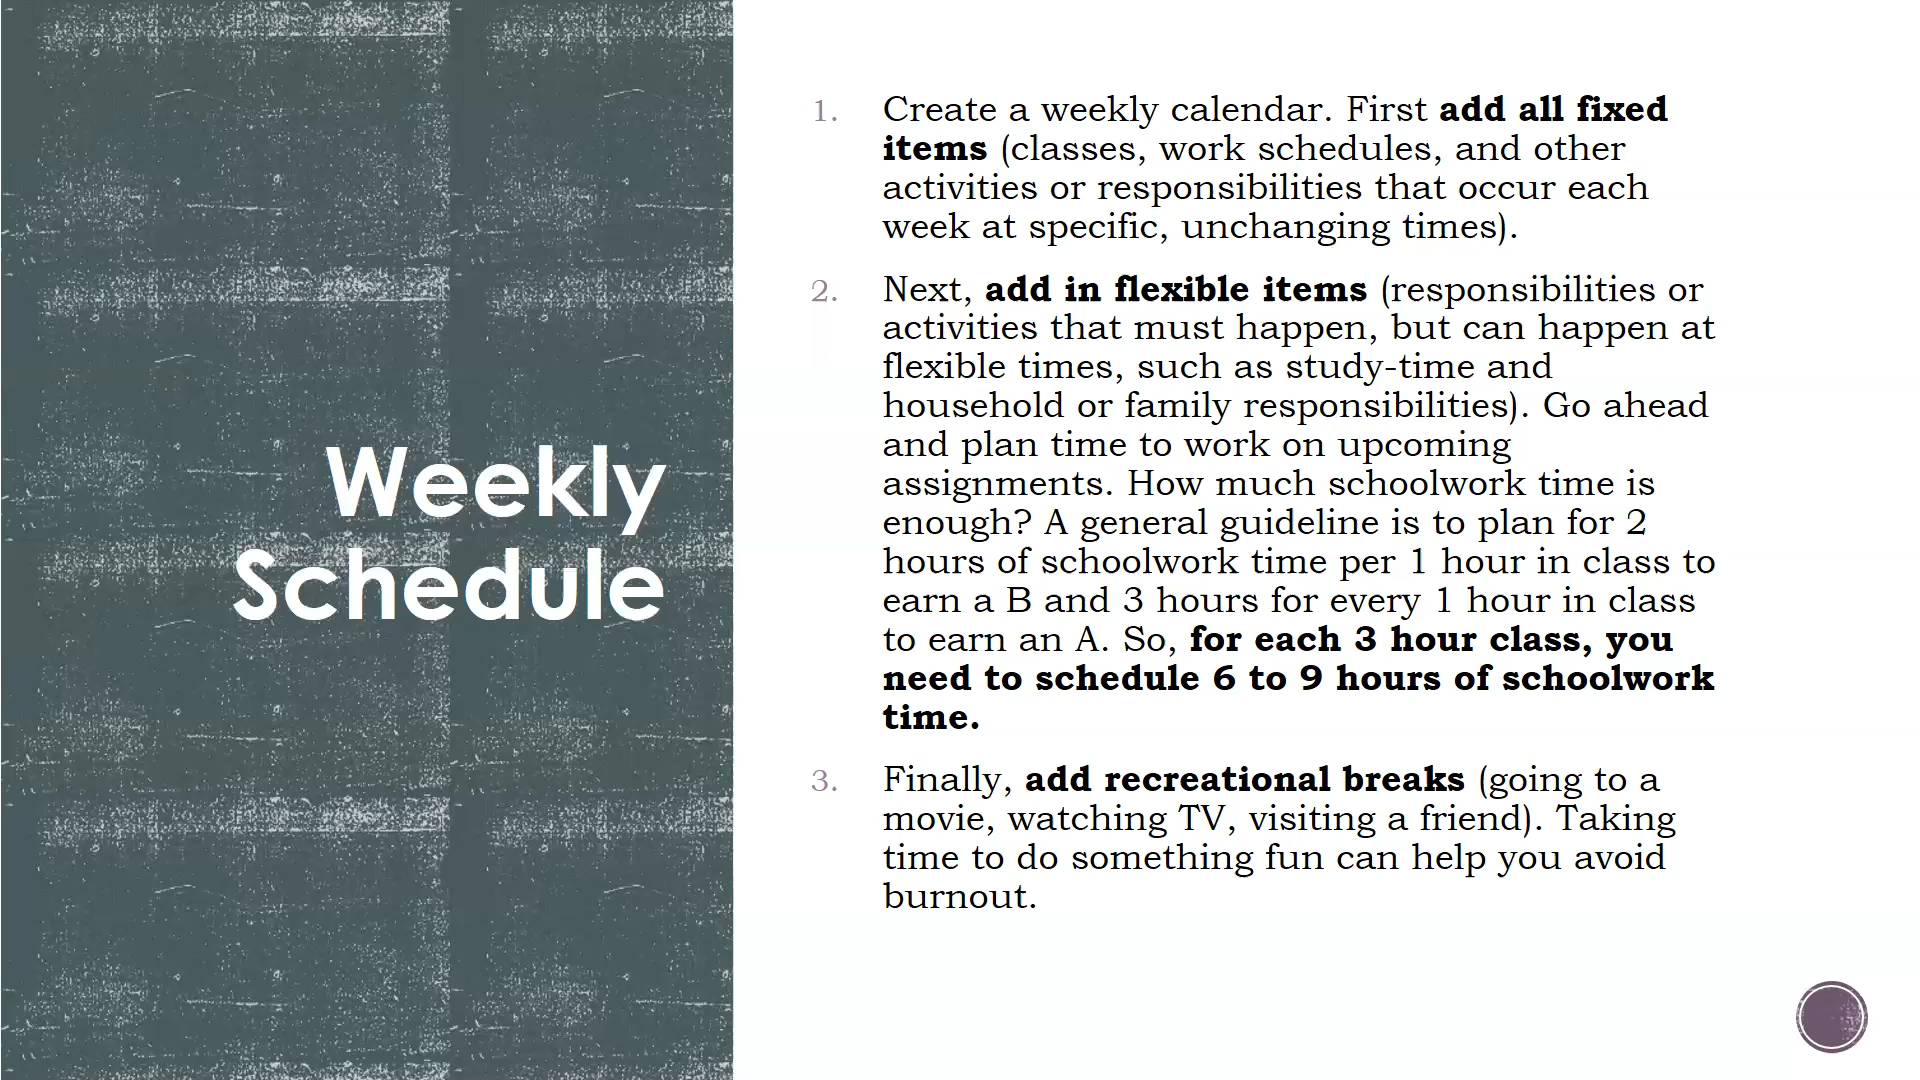 Weekly
Schedule
1. Create a weekly calendar. First add all fixed
items (classes, work schedules, and other
activities or responsibilities that occur each
week at specific, unchanging times).
2. Next, add in flexible items (responsibilities or
activities that must happen, but can happen at
flexible times, such as study-time and
household or family responsibilities). Go ahead
and plan time to work on upcoming
assignments. How much schoolwork time is
enough? A general guideline is to plan for 2
hours of schoolwork time per 1 hour in class to
earn a B and 3 hours for every 1 hour in class
to earn an A. So, for each 3 hour class, you
need to schedule 6 to 9 hours of schoolwork
time.
3. Finally, add recreational breaks (going to a
movie, watching TV, visiting a friend). Taking
time to do something fun can help you avoid
burnout.